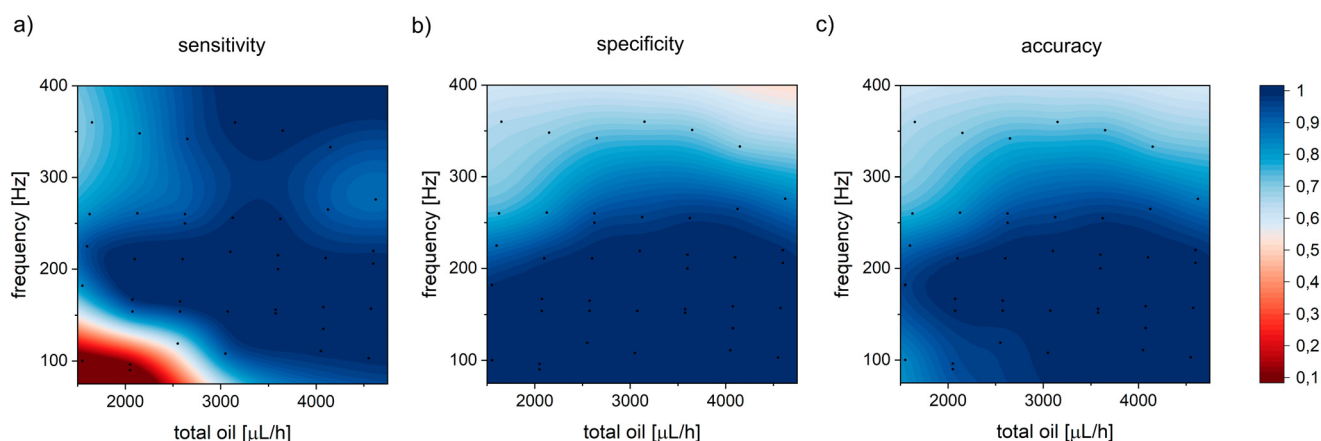 a)
sensitivity
400
300
200
100
frequency [Hz]
2000
3000
4000
total oil [µL/h]
b)
specificity
400
300
200
100
frequency [Hz]
2000
3000
4000
total oil [µL/h]
c)
accuracy
400
300
200
100
frequency [Hz]
2000
3000
4000
total oil [µL/h]
1
0,9
0,8
0,7
0,6
0,5
0,4
0,3
0,2
0,1